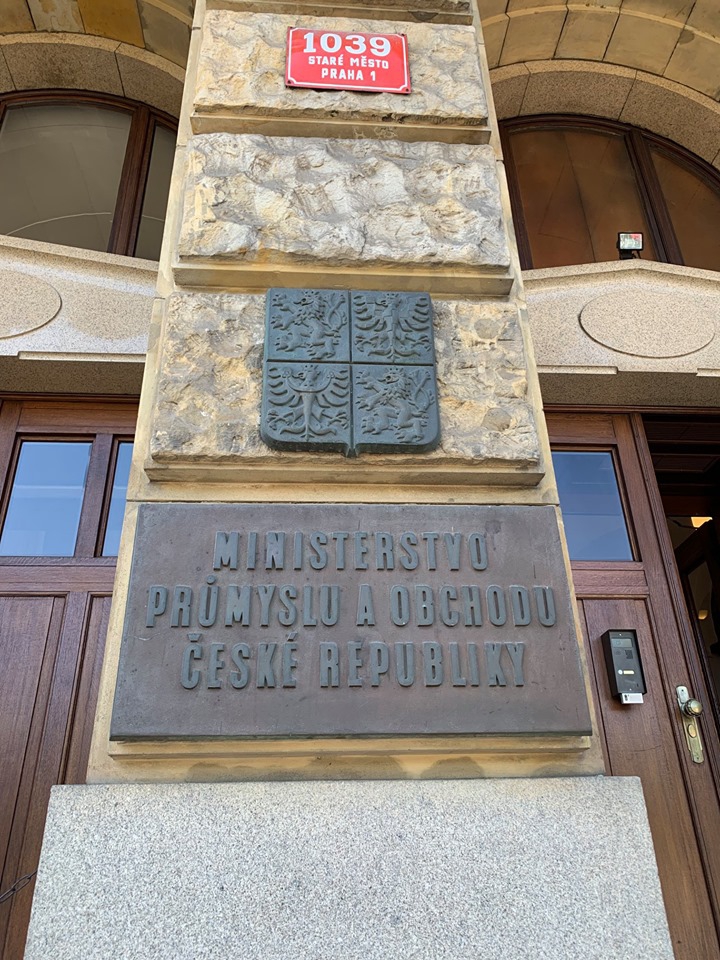 1039
STARÉ MĚSTO
PRAHA 1
MINISTERSTVO
PRŮMYSLU A OBCHODU
ČESKÉ REPUBLIKY